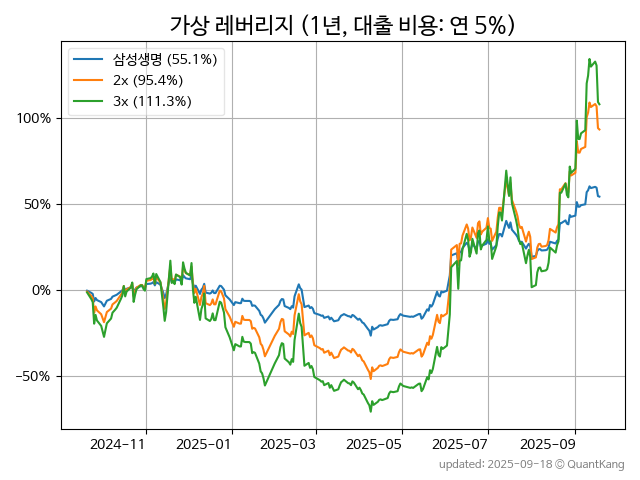 가상 레버리지 (1년, 대출 비용: 연 5%)
삼성생명 (55.1%)
2x (95.4%)
3x (111.3%)
100%
50%
0%
−50%
2024-11 2025-01 2025-03 2025-05 2025-07 2025-09
updated: 2025-09-18 © QuantKang